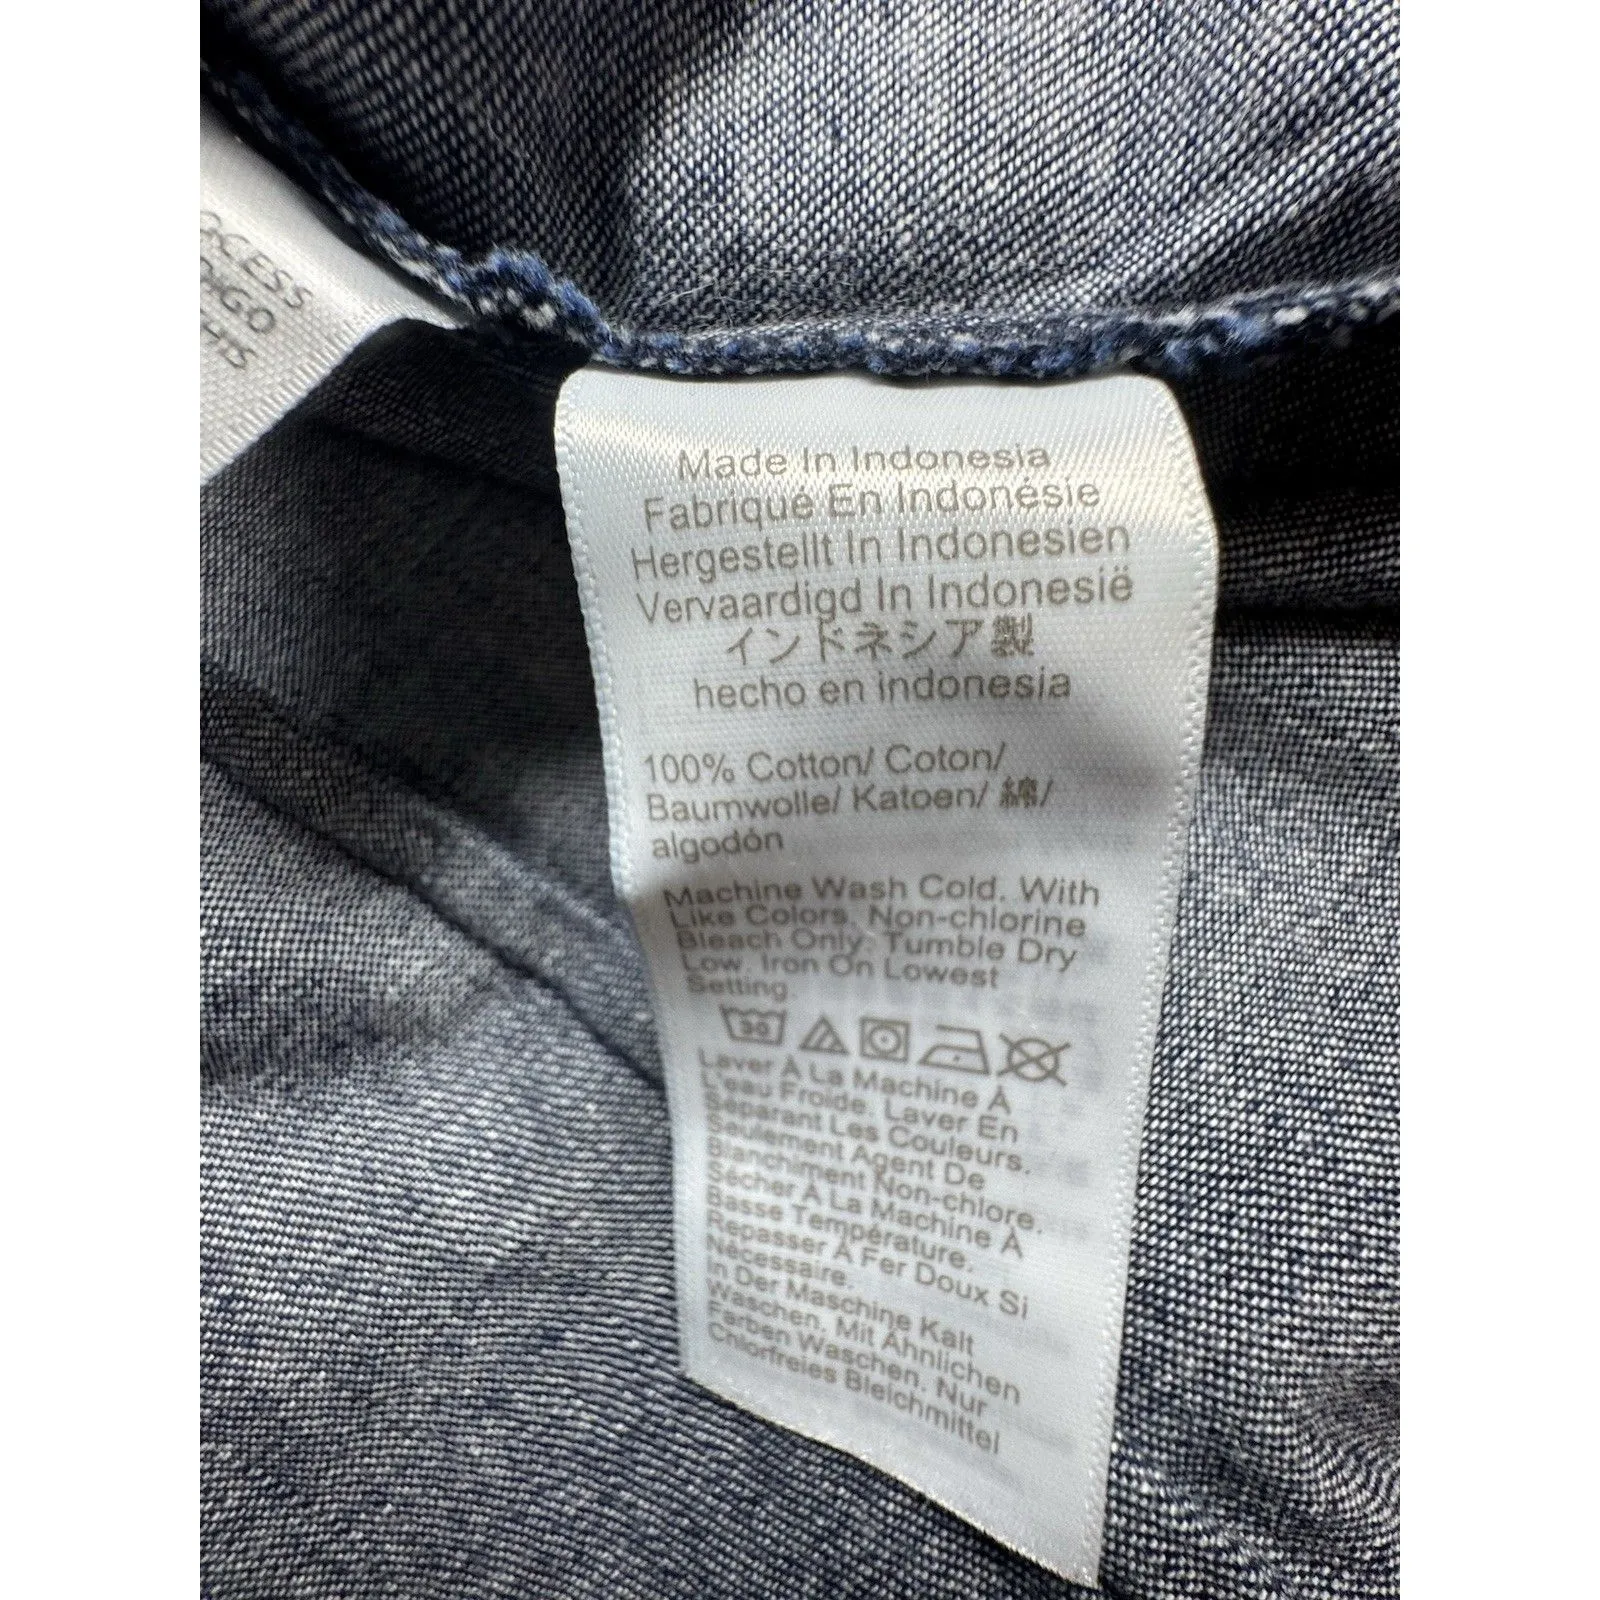 Made In Indonesia
Fabriqué En Indonésie
Hergestellt In Indonesien
Vervaardigd In Indonesië
インドネシア製
hecho en indonesia
100% Cotton/ Coton/
Baumwolle/ Katoen/ 綿/
algodón
Machine Wash Cold. With
Like Colors. Non-chlorine
Bleach Only. Tumble Dry
Low. Iron On Lowest
Setting.
30
Laver À La Machine À
L'eau Froide. Laver En
Séparant Les Couleurs.
Seulement Agent De
Blanchiment Non-chlore.
Sécher À La Machine À
Basse Température.
Repasser À Fer Doux Si
Nécessaire.
In Der Maschine Kalt
Waschen. Mit Ähnlichen
Farben Waschen. Nur
Chlorfreies Bleichmittel